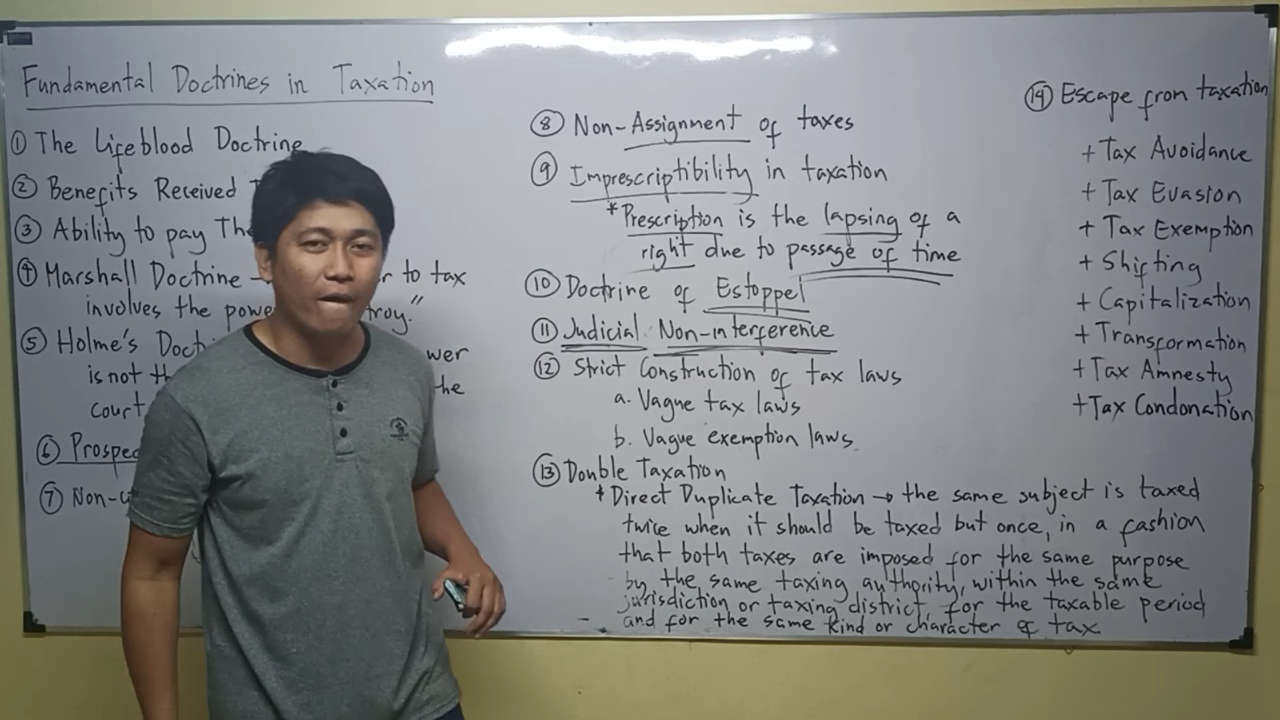 Fundamental Doctrines in Taxation
① The Lifeblood Doctrine
② Benefits Received
③ Ability to pay
④ Marshall Doctrine – to tax
involves the "
⑤ Holme's
is not
court the
⑥
⑦
⑧ Non-Assignment of taxes
⑨ Imprescriptibility in taxation
*Prescription is the lapsing of a
right due to passage of time
⑩ Doctrine of Estoppel
⑪ Judicial Non-interference
⑫ Strict Construction of tax laws
a. Vague tax laws
b. Vague exemption laws.
⑬ Double Taxation
* Direct Duplicate Taxation → the same subject is taxed
twice when it should be taxed but once, in a fashion
that both taxes are imposed for the same purpose
by the same taxing authority, within the same
jurisdiction or taxing district, for the taxable period
and for the same kind or character of tax
⑭ Escape from taxation
+ Tax Avoidance
+ Tax Evasion
+ Tax Exemption
+ Shifting
+ Capitalization
+ Transformation
+ Tax Amnesty
+ Tax Condonation